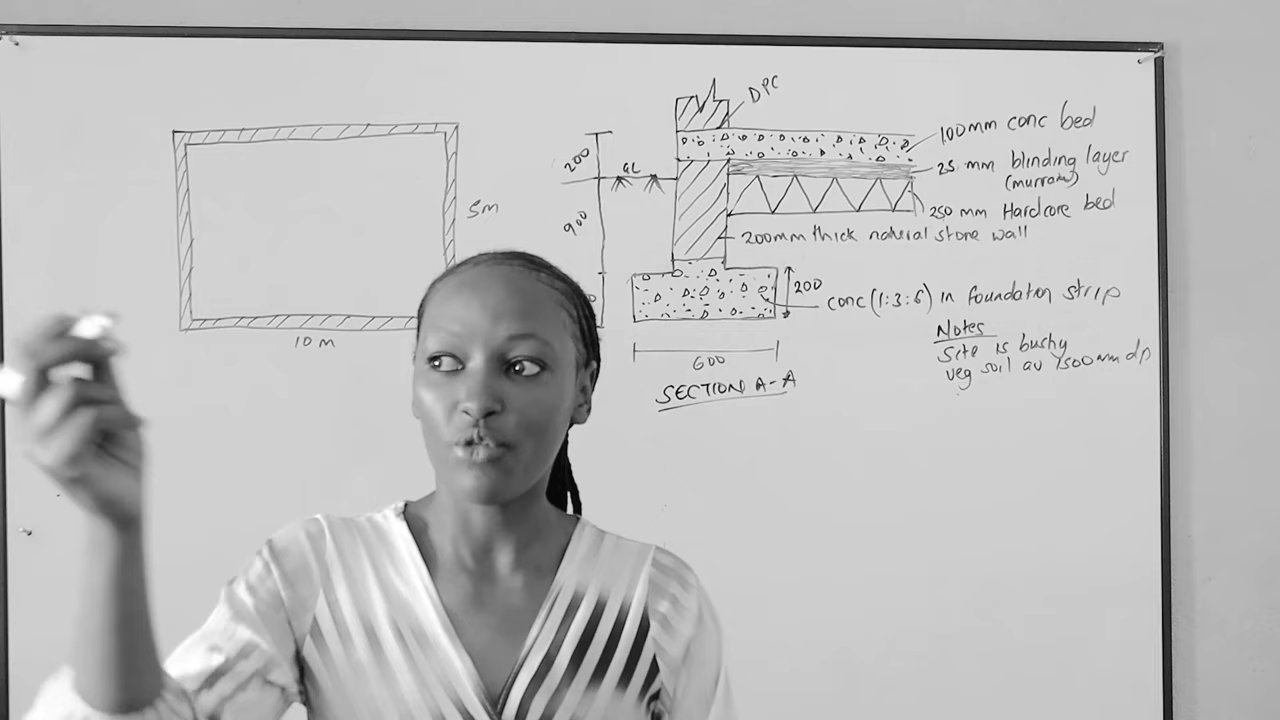 10 m
5m
200
GL
900
DPC
100mm conc bed
25 mm blinding layer
(murram)
250 mm Hardcore bed
200mm thick natural stone wall
200
conc (1:3:6) in foundation strip
600
SECTION A-A
Notes
Site is bushy
veg soil av 1500mm dp